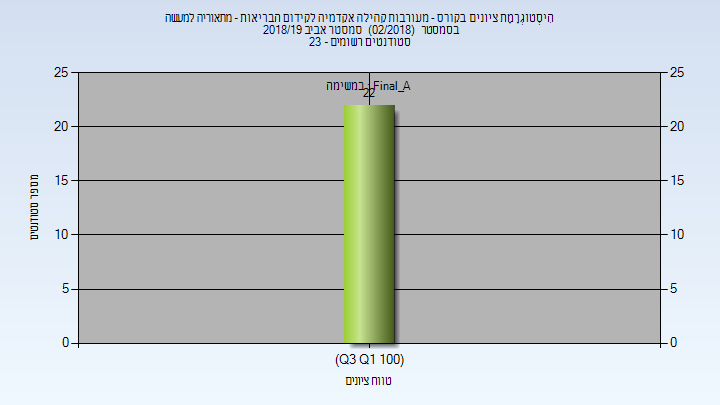 היסטוגרמת ציונים בקורס - מעורבות קהילה אקדמיה לקידום הבריאות - מתאוריה למעשה
בסמסטר (02/2018) סמסטר אביב 2018/19
סטודנטים רשומים - 23
במשימה : Final_A
22
25
20
15
10
5
0
25
20
15
10
5
0
מספר סטודנטים
(Q3 Q1 100)
טווח ציונים